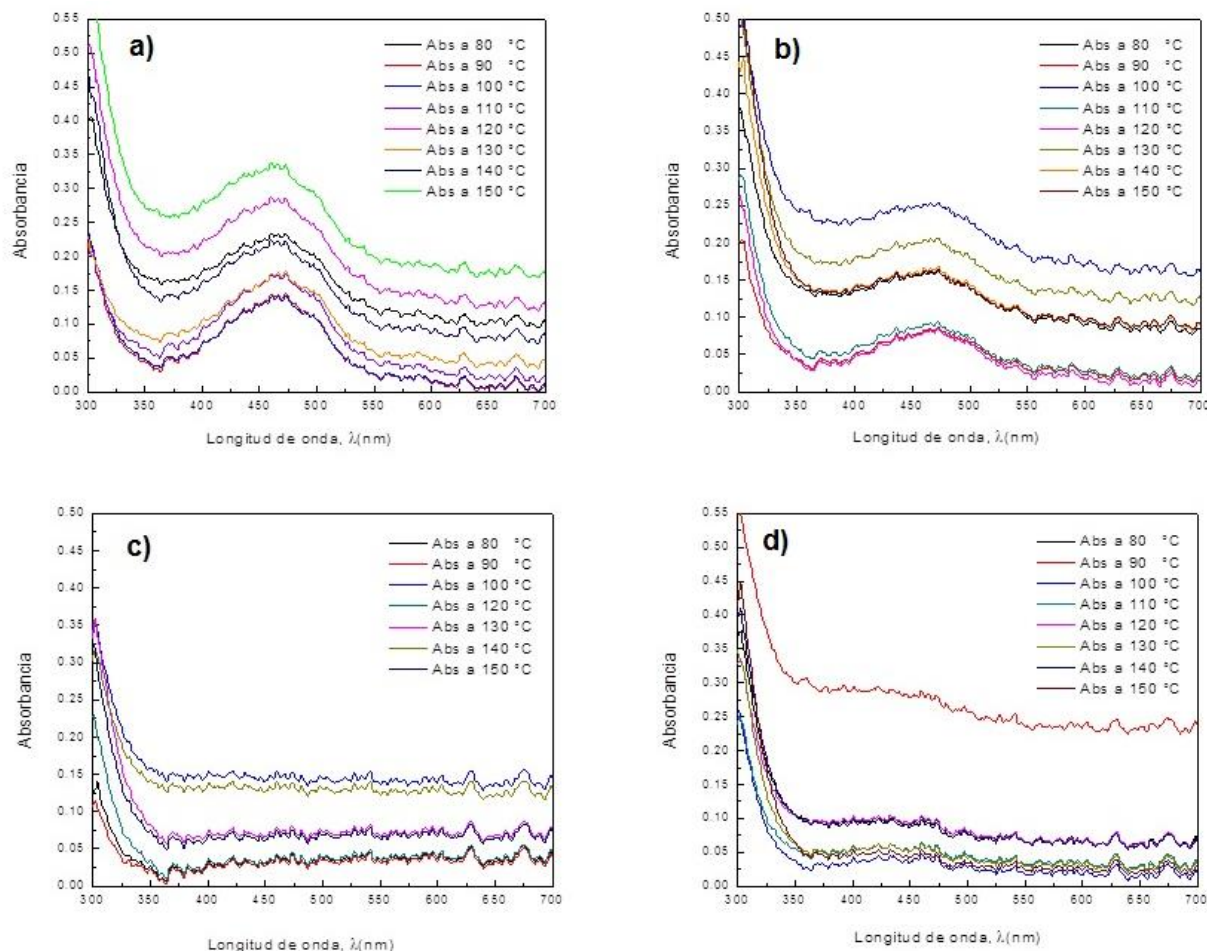 a)
Abs a 80 °C
Abs a 90 °C
Abs a 100 °C
Abs a 110 °C
Abs a 120 °C
Abs a 130 °C
Abs a 140 °C
Abs a 150 °C
Absorbancia
0.55
0.50
0.45
0.40
0.35
0.30
0.25
0.20
0.15
0.10
0.05
0.00
300 350 400 450 500 550 600 650 700
Longitud de onda, λ(nm)
b)
Abs a 80 °C
Abs a 90 °C
Abs a 100 °C
Abs a 110 °C
Abs a 120 °C
Abs a 130 °C
Abs a 140 °C
Abs a 150 °C
Absorbancia
0.50
0.45
0.40
0.35
0.30
0.25
0.20
0.15
0.10
0.05
0.00
300 350 400 450 500 550 600 650 700
Longitud de onda, λ(nm)
c)
Abs a 80 °C
Abs a 90 °C
Abs a 100 °C
Abs a 120 °C
Abs a 130 °C
Abs a 140 °C
Abs a 150 °C
Absorbancia
0.50
0.45
0.40
0.35
0.30
0.25
0.20
0.15
0.10
0.05
0.00
300 350 400 450 500 550 600 650 700
Longitud de onda, λ(nm)
d)
Abs a 80 °C
Abs a 90 °C
Abs a 100 °C
Abs a 110 °C
Abs a 120 °C
Abs a 130 °C
Abs a 140 °C
Abs a 150 °C
Absorbancia
0.55
0.50
0.45
0.40
0.35
0.30
0.25
0.20
0.15
0.10
0.05
0.00
300 350 400 450 500 550 600 650 700
Longitud de onda, λ(nm)